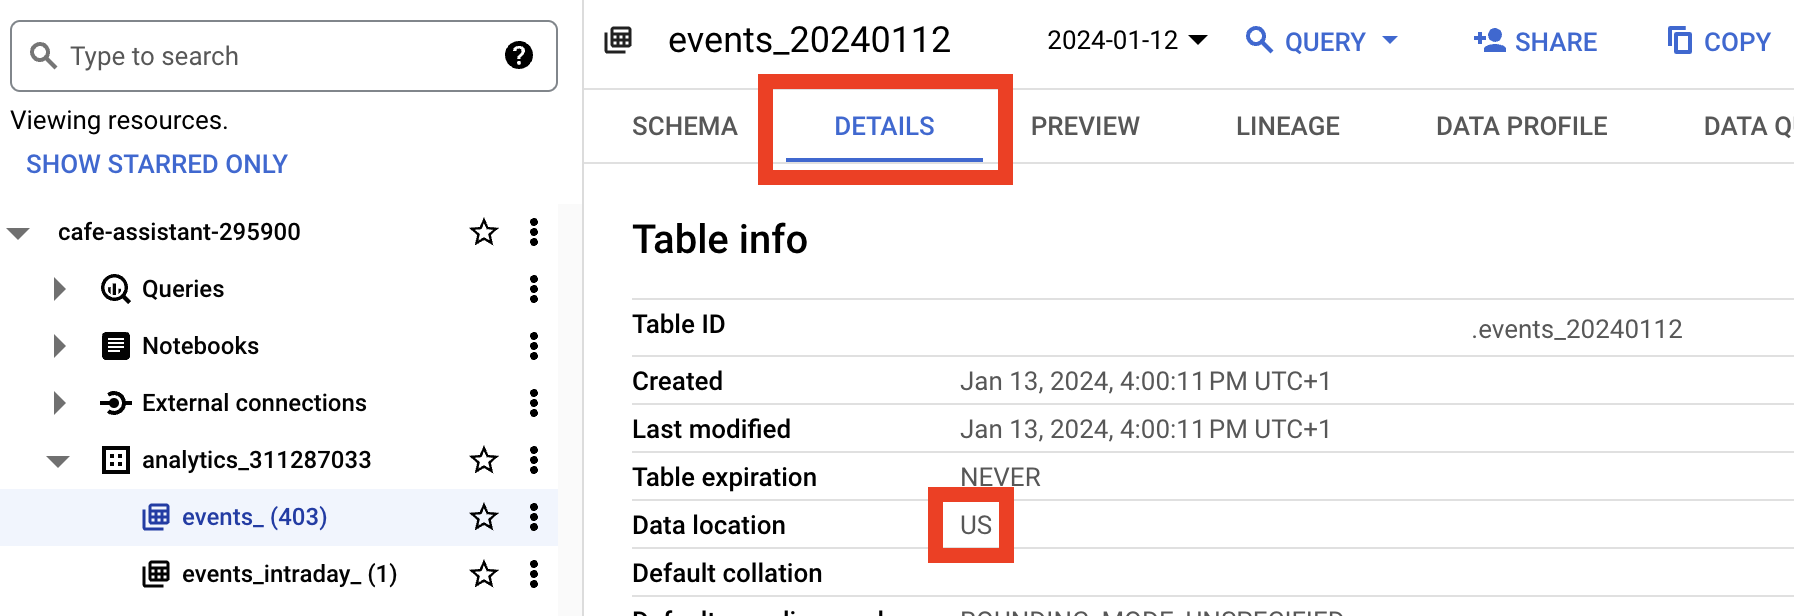 Type to search
?
Viewing resources.
SHOW STARRED ONLY
cafe-assistant-295900
Queries
Notebooks
External connections
analytics_311287033
events_ (403)
events_intraday_ (1)
events_20240112
2024-01-12
QUERY
SHARE
COPY
SCHEMA
DETAILS
PREVIEW
LINEAGE
DATA PROFILE
DATA Q
Table info
Table ID .events_20240112
Created Jan 13, 2024, 4:00:11 PM UTC+1
Last modified Jan 13, 2024, 4:00:11 PM UTC+1
Table expiration NEVER
Data location US
Default collation